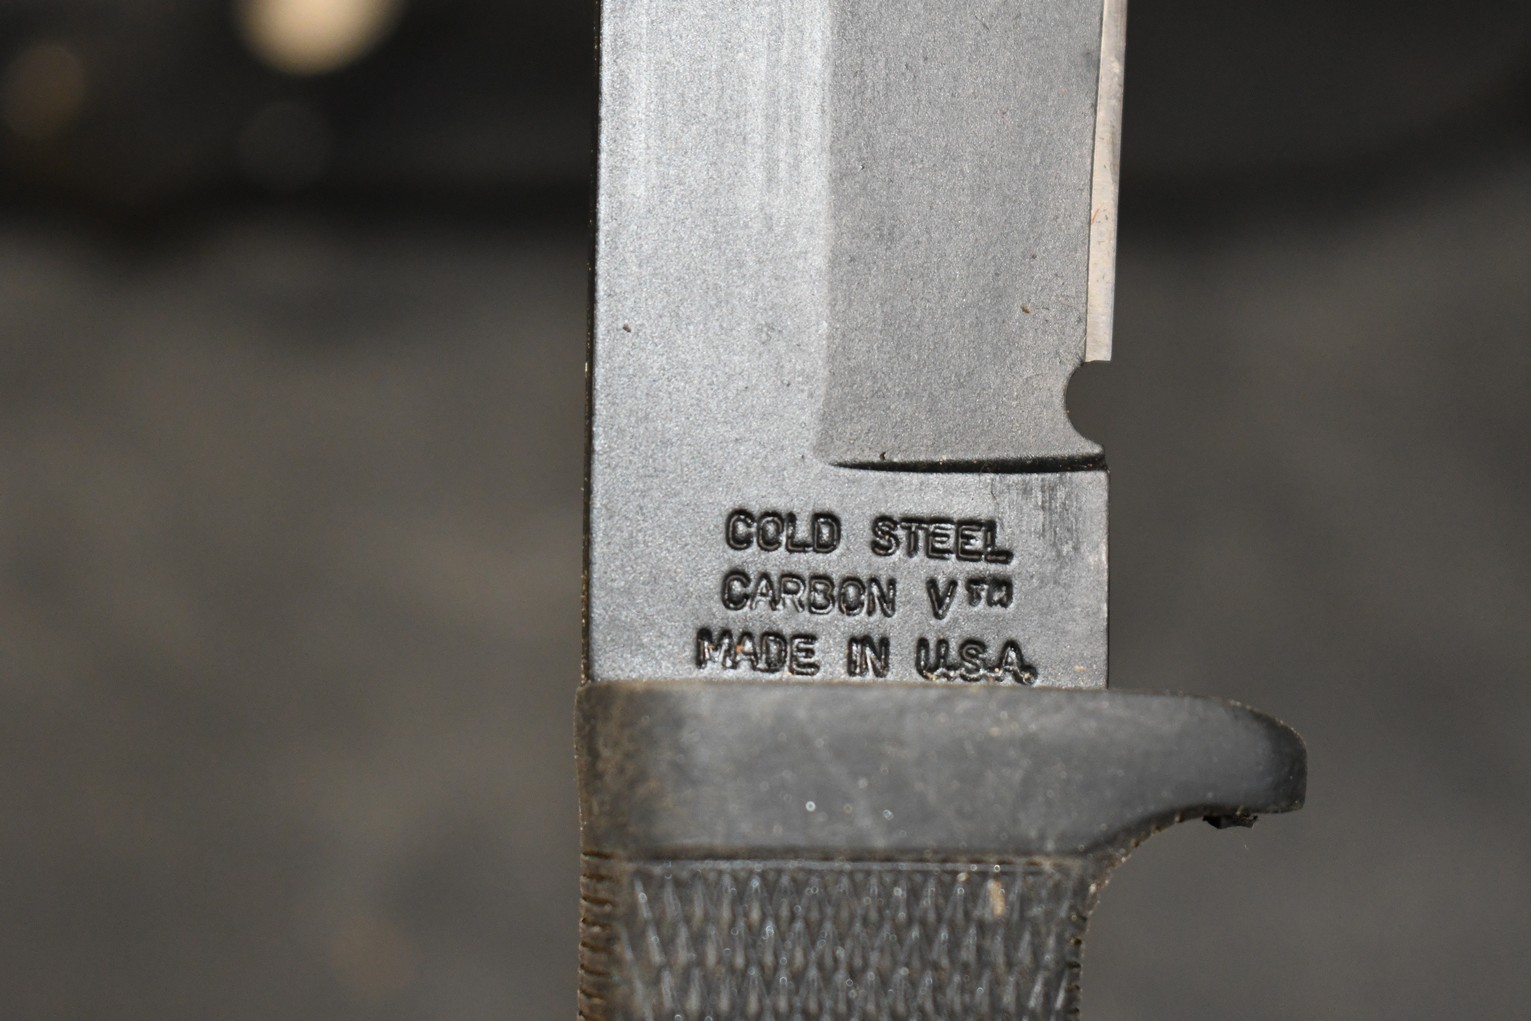 COLD STEEL
CARBON V™
MADE IN U.S.A.